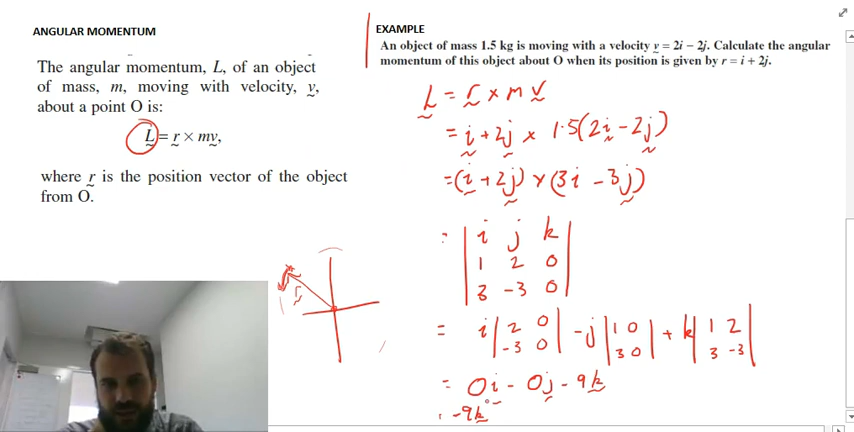 ANGULAR MOMENTUM
The angular momentum, L, of an object
of mass, m, moving with velocity, v,
about a point O is:
L = r × mv,
where r is the position vector of the object
from O.
r
EXAMPLE
An object of mass 1.5 kg is moving with a velocity v = 2i − 2j. Calculate the angular
momentum of this object about O when its position is given by r = i + 2j.
L = r × m v
= i + 2j × 1.5(2i − 2j)
= (i + 2j) × (3i − 3j)
= | i j k |
| 1 2 0 |
| 3 −3 0 |
= i | 2 0 | − j | 1 0 | + k | 1 2 |
| −3 0 | | 3 0 | | 3 −3 |
= 0i − 0j − 9k
= −9k